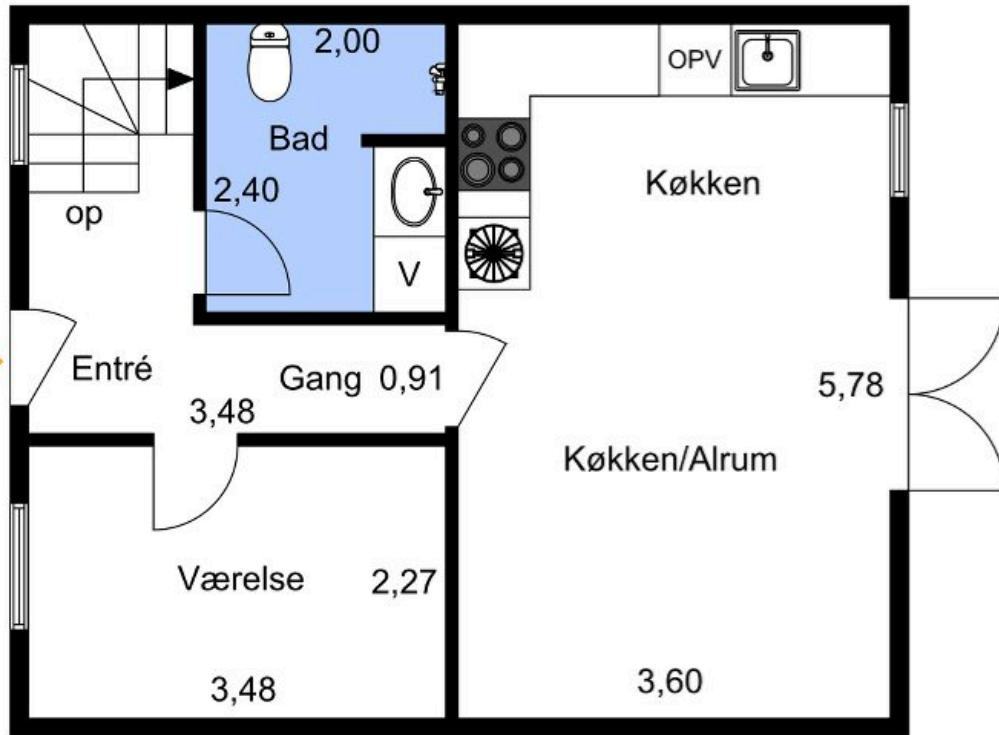 2,00
OPV
Bad
Køkken
2,40
op
V
Entré
Gang 0,91
5,78
3,48
Køkken/Alrum
Værelse
2,27
3,48
3,60